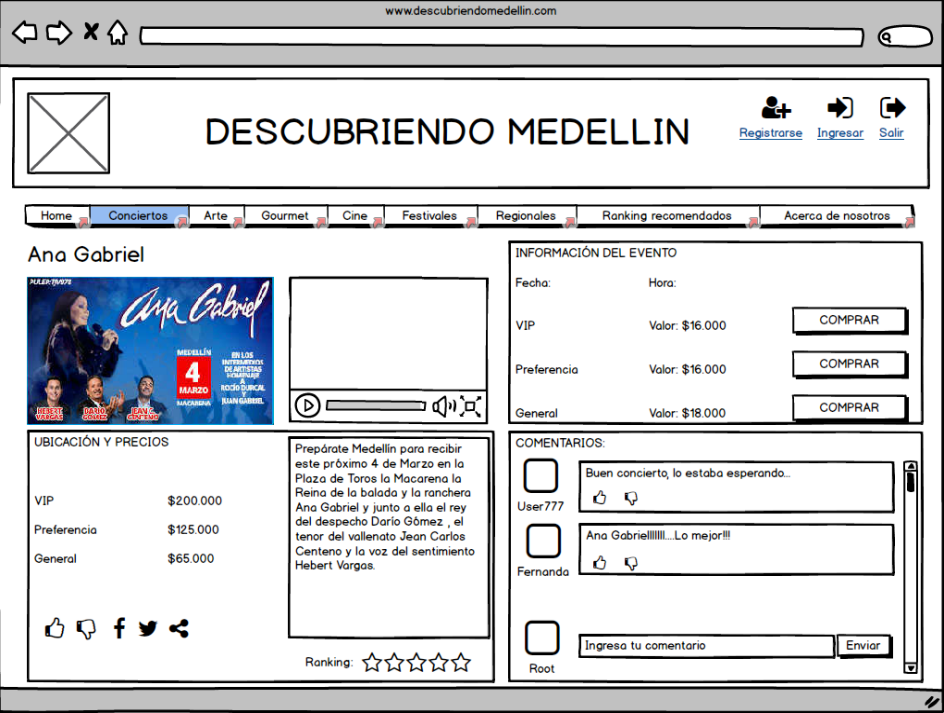 www.descubriendomedellin.com
DESCUBRIENDO MEDELLIN
Registrarse
Ingresar
Salir
Home
Conciertos
Arte
Gourmet
Cine
Festivales
Regionales
Ranking recomendados
Acerca de nosotros
Ana Gabriel
Ana Gabriel
MEDELLÍN
4
MARZO
MACARENA
EN LOS
INTERMEDIOS
DE ARTISTAS
HOMENAJE
A
ROCÍO DURCAL
Y
JUAN GABRIEL
HEBERT
VARGAS
DARIO
GOMEZ
JEAN C.
CENTENO
UBICACIÓN Y PRECIOS
VIP $200.000
Preferencia $125.000
General $65.000
Prepárate Medellín para recibir
este próximo 4 de Marzo en la
Plaza de Toros la Macarena la
Reina de la balada y la ranchera
Ana Gabriel y junto a ella el rey
del despecho Darío Gómez , el
tenor del vallenato Jean Carlos
Centeno y la voz del sentimiento
Hebert Vargas.
Ranking:
INFORMACIÓN DEL EVENTO
Fecha: Hora:
VIP Valor: $16.000 COMPRAR
Preferencia Valor: $16.000 COMPRAR
General Valor: $18.000 COMPRAR
COMENTARIOS:
User777
Buen concierto, lo estaba esperando...
Fernanda
Ana Gabrielllllll....Lo mejor!!!
Root
Ingresa tu comentario
Enviar